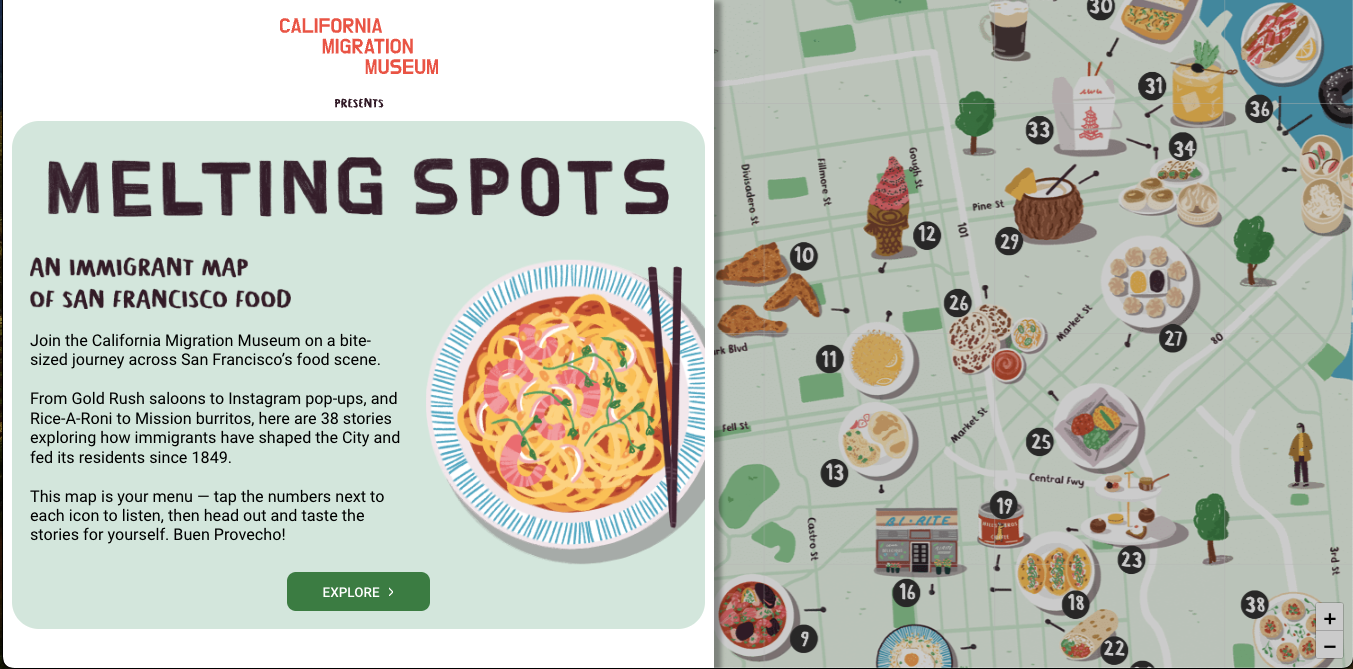 CALIFORNIA
MIGRATION
MUSEUM
PRESENTS
MELTING SPOTS
AN IMMIGRANT MAP
OF SAN FRANCISCO FOOD
Join the California Migration Museum on a bite-
sized journey across San Francisco's food scene.
From Gold Rush saloons to Instagram pop-ups, and
Rice-A-Roni to Mission burritos, here are 38 stories
exploring how immigrants have shaped the City and
fed its residents since 1849.
This map is your menu — tap the numbers next to
each icon to listen, then head out and taste the
stories for yourself. Buen Provecho!
EXPLORE >
30
31
36
33
34
Divisadero St
Fillmore St
Gough St
Pine St
101
12
29
10
26
Market St
27
80
rk Blvd
11
Market St
25
Fell St
13
Central Fwy
19
Castro St
BI-RITE
23
3rd St
16
18
38
9
22
+
−